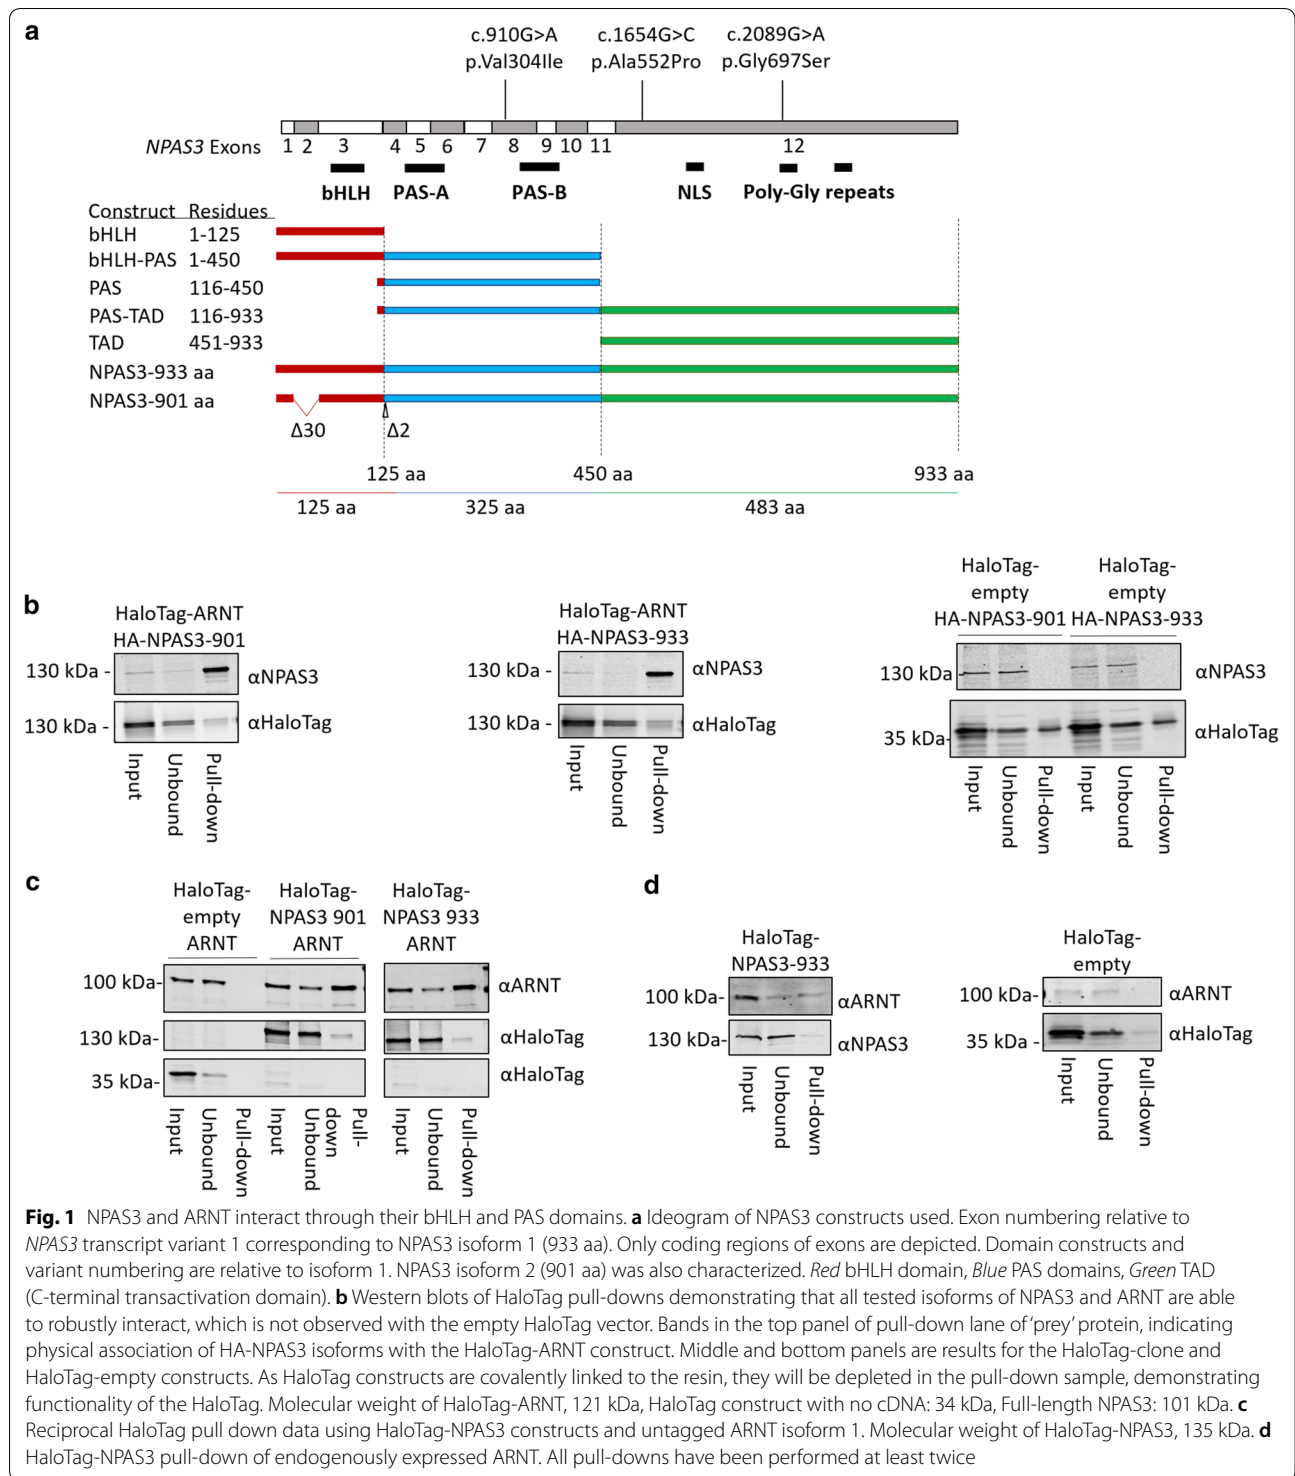 a
c.910G>A c.1654G>C c.2089G>A
p.Val304Ile p.Ala552Pro p.Gly697Ser
NPAS3 Exons 1 2 3 4 5 6 7 8 9 10 11 12
bHLH PAS-A PAS-B NLS Poly-Gly repeats
Construct Residues
bHLH 1-125
bHLH-PAS 1-450
PAS 116-450
PAS-TAD 116-933
TAD 451-933
NPAS3-933 aa
NPAS3-901 aa
Δ30 Δ2
125 aa 450 aa 933 aa
125 aa 325 aa 483 aa
b
HaloTag-ARNT
HA-NPAS3-901
130 kDa - αNPAS3
130 kDa - αHaloTag
Input Unbound Pull-down
HaloTag-ARNT
HA-NPAS3-933
130 kDa - αNPAS3
130 kDa - αHaloTag
Input Unbound Pull-down
HaloTag- HaloTag-
empty empty
HA-NPAS3-901 HA-NPAS3-933
130 kDa αNPAS3
35 kDa- αHaloTag
Input Unbound Pull-down Input Unbound Pull-down
c
HaloTag- HaloTag- HaloTag-
empty NPAS3 901 NPAS3 933
ARNT ARNT ARNT
100 kDa- αARNT
130 kDa- αHaloTag
35 kDa- αHaloTag
Input Unbound Pull-down Input Unbound Pull-down Input Unbound Pull-down
d
HaloTag-
NPAS3-933
100 kDa- αARNT
130 kDa- αNPAS3
Input Unbound Pull-down
HaloTag-
empty
100 kDa- αARNT
35 kDa - αHaloTag
Input Unbound Pull-down
Fig. 1 NPAS3 and ARNT interact through their bHLH and PAS domains. a Ideogram of NPAS3 constructs used. Exon numbering relative to
NPAS3 transcript variant 1 corresponding to NPAS3 isoform 1 (933 aa). Only coding regions of exons are depicted. Domain constructs and
variant numbering are relative to isoform 1. NPAS3 isoform 2 (901 aa) was also characterized. Red bHLH domain, Blue PAS domains, Green TAD
(C-terminal transactivation domain). b Western blots of HaloTag pull-downs demonstrating that all tested isoforms of NPAS3 and ARNT are able
to robustly interact, which is not observed with the empty HaloTag vector. Bands in the top panel of pull-down lane of 'prey' protein, indicating
physical association of HA-NPAS3 isoforms with the HaloTag-ARNT construct. Middle and bottom panels are results for the HaloTag-clone and
HaloTag-empty constructs. As HaloTag constructs are covalently linked to the resin, they will be depleted in the pull-down sample, demonstrating
functionality of the HaloTag. Molecular weight of HaloTag-ARNT, 121 kDa, HaloTag construct with no cDNA: 34 kDa, Full-length NPAS3: 101 kDa. c
Reciprocal HaloTag pull down data using HaloTag-NPAS3 constructs and untagged ARNT isoform 1. Molecular weight of HaloTag-NPAS3, 135 kDa. d
HaloTag-NPAS3 pull-down of endogenously expressed ARNT. All pull-downs have been performed at least twice